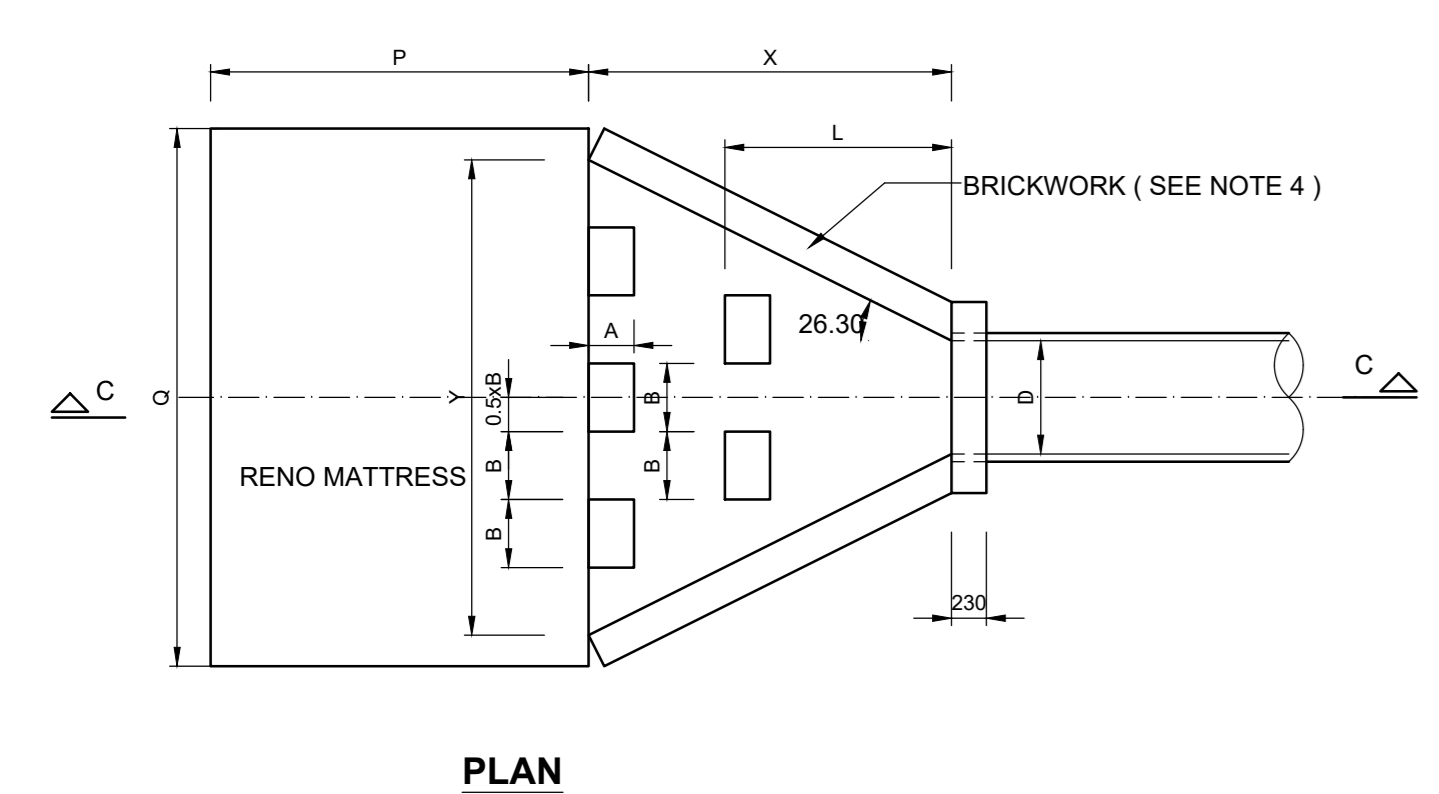 P
X
L
BRICKWORK ( SEE NOTE 4 )
26.30
A
C
Q
Y
0.5xB
B
D
C
B
B
RENO MATTRESS
B
230
PLAN